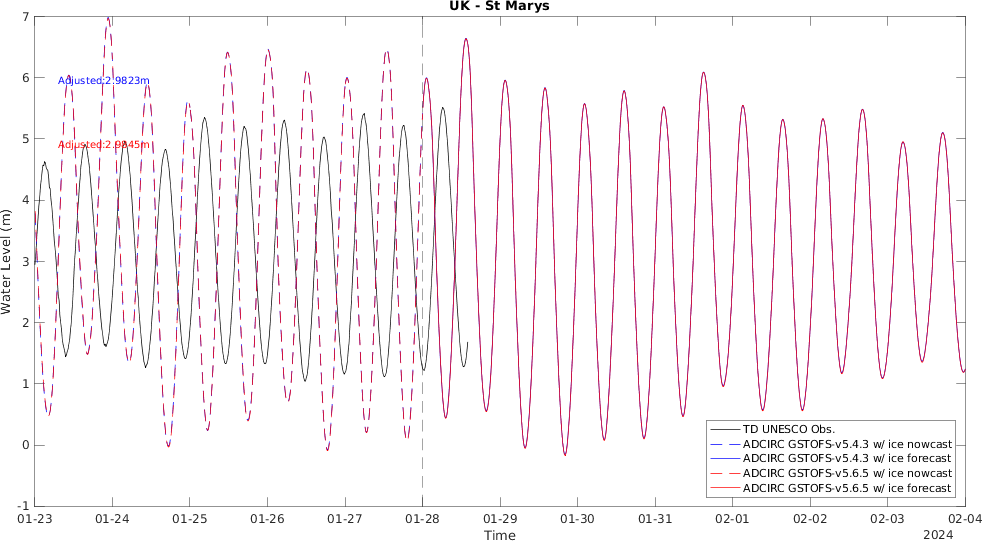 UK - St Marys
7
6
5
4
3
2
1
0
-1
Water Level (m)
Adjusted:2.9823m
Adjusted:2.9845m
TD UNESCO Obs.
ADCIRC GSTOFS-v5.4.3 w/ ice nowcast
ADCIRC GSTOFS-v5.4.3 w/ ice forecast
ADCIRC GSTOFS-v5.6.5 w/ ice nowcast
ADCIRC GSTOFS-v5.6.5 w/ ice forecast
01-23 01-24 01-25 01-26 01-27 01-28 01-29 01-30 01-31 02-01 02-02 02-03 02-04
Time
2024